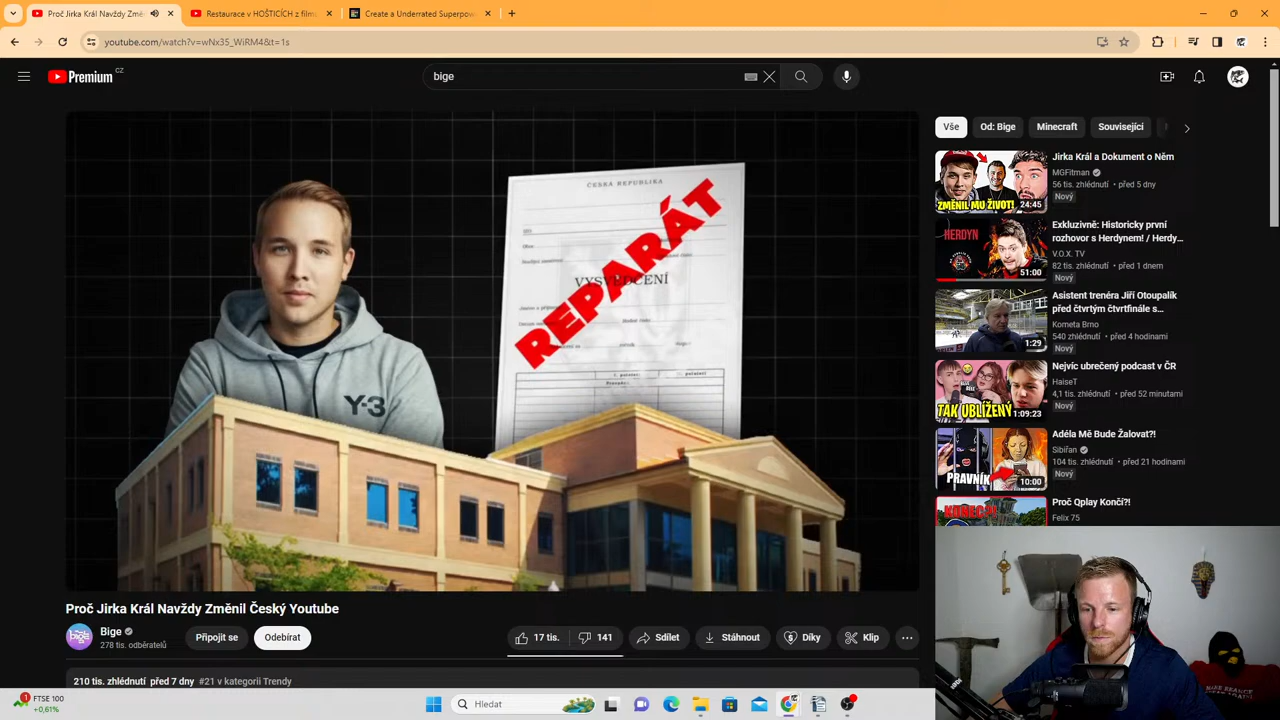 Proč Jirka Král Navždy Změn
Restaurace v HOŠTICÍCH z film
Create a Underrated Superpow
youtube.com/watch?v=wNx35_WiRM4&t=1s
Premium CZ
bige
ČESKÁ REPUBLIKA
VYSVĚDČENÍ
REPARÁT
Y-3
Vše
Od: Bige
Minecraft
Související
Jirka Král a Dokument o Něm
MGFitman
56 tis. zhlédnutí • před 5 dny
Nový
ZMĚNIL MU ŽIVOT!
24:45
Exkluzivně: Historicky první
rozhovor s Herdynem! / Herdy...
V.O.X. TV
82 tis. zhlédnutí • před 1 dnem
Nový
HERDYN
51:00
Asistent trenéra Jiří Otoupalík
před čtvrtým čtvrtfinále s...
Kometa Brno
540 zhlédnutí • před 4 hodinami
Nový
1:29
Nejvíc ubrečený podcast v ČR
HaiseT
4,1 tis. zhlédnutí • před 52 minutami
Nový
TAK UBLÍŽENÝ
1:09:23
Adéla Mě Bude Žalovat?!
Sibiřan
104 tis. zhlédnutí • před 21 hodinami
Nový
PRAVNÍK
10:00
Proč Qplay Končí?!
Felix 75
KONEC?!
Proč Jirka Král Navždy Změnil Český Youtube
Bige
278 tis. odběratelů
Připojit se
Odebírat
17 tis.
141
Sdílet
Stáhnout
Díky
Klip
210 tis. zhlédnutí před 7 dny #21 v kategorii Trendy
1
FTSE 100
+0,61%
Hledat